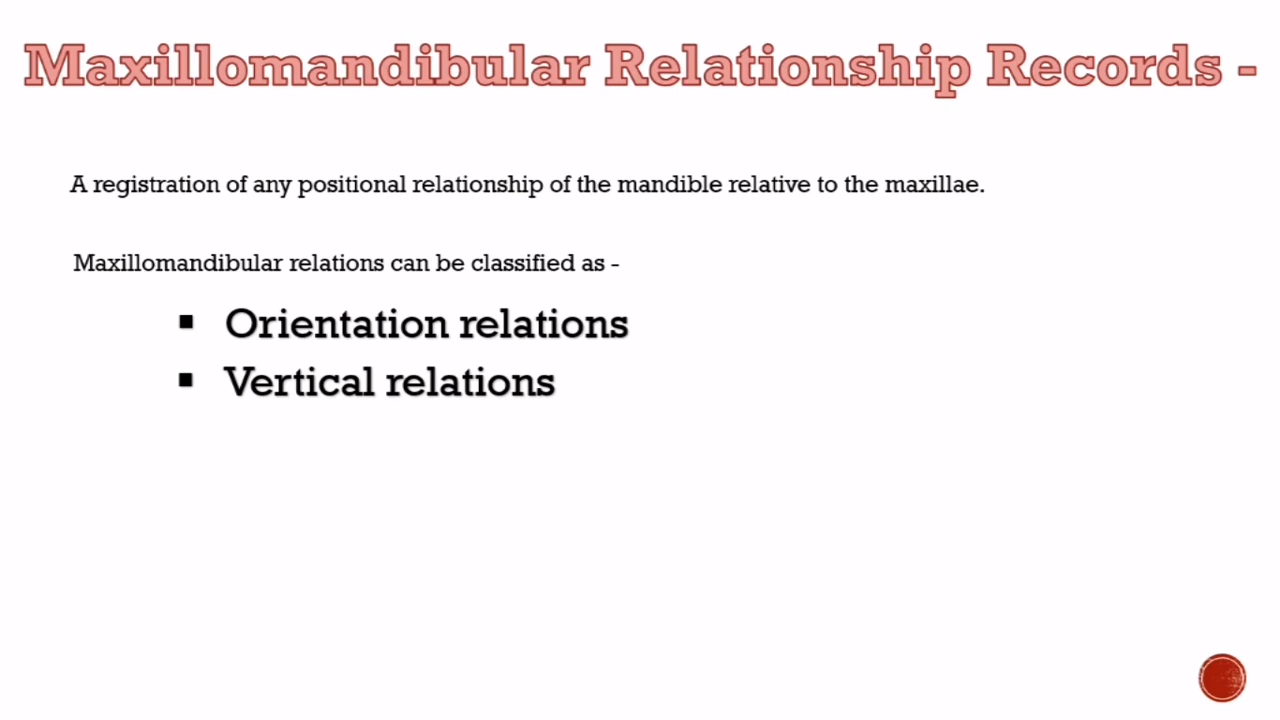 Maxillomandibular Relationship Records -
A registration of any positional relationship of the mandible relative to the maxillae.
Maxillomandibular relations can be classified as -
▪ Orientation relations
▪ Vertical relations